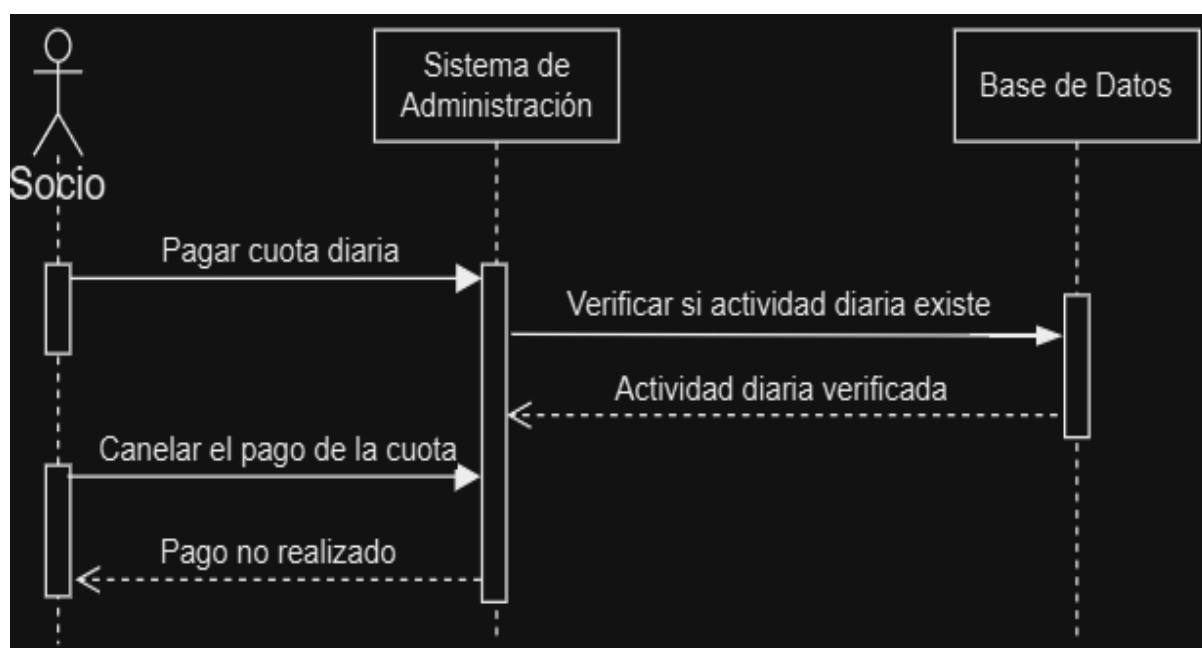 Sistema de
Administración
Base de Datos
Socio
Pagar cuota diaria
Verificar si actividad diaria existe
Actividad diaria verificada
Canelar el pago de la cuota
Pago no realizado